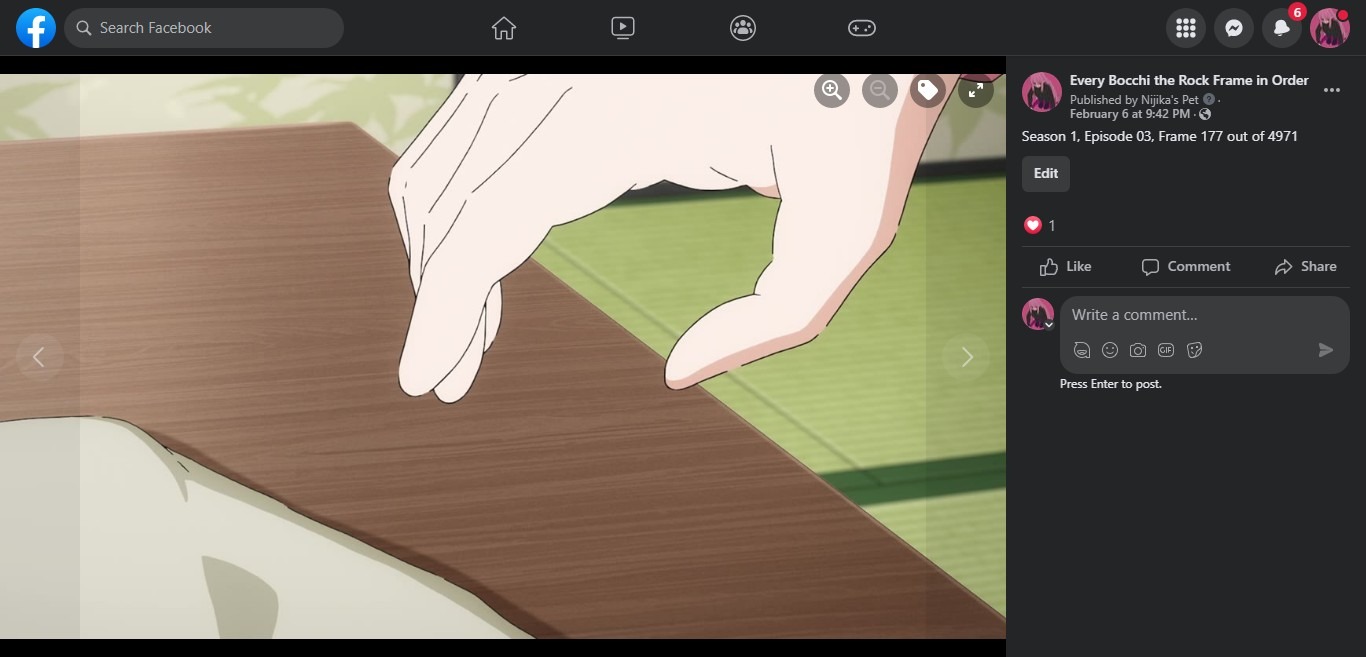 Search Facebook
6
Every Bocchi the Rock Frame in Order
Published by Nijika's Pet ·
February 6 at 9:42 PM ·
Season 1, Episode 03, Frame 177 out of 4971
Edit
1
Like Comment Share
Write a comment...
GIF
Press Enter to post.